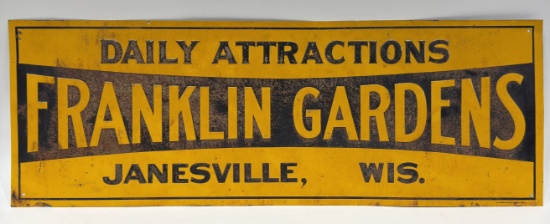 DAILY ATTRACTIONS
FRANKLIN GARDENS
JANESVILLE, WIS.